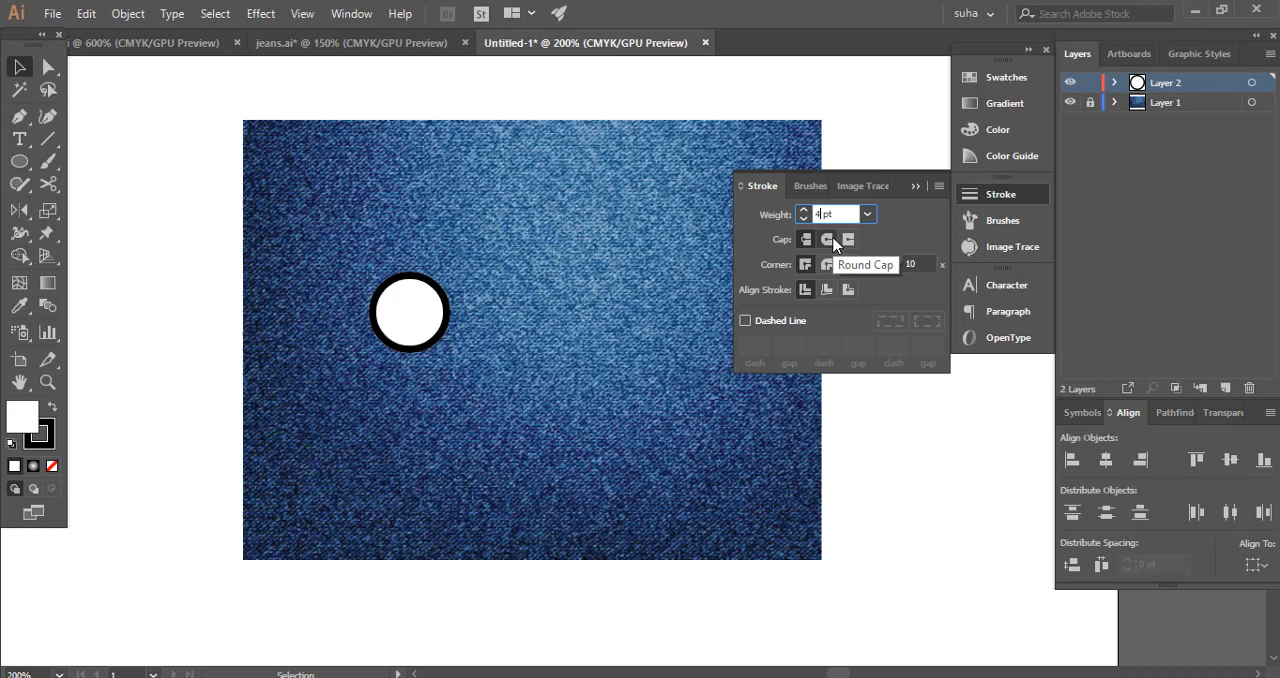 Ai File Edit Object Type Select Effect View Window Help Br St suha Search Adobe Stock
i @ 600% (CMYK/GPU Preview) × jeans.ai* @ 150% (CMYK/GPU Preview) × Untitled-1* @ 200% (CMYK/GPU Preview) ×
Layers Artboards Graphic Styles
Layer 2
Layer 1
Swatches
Gradient
Color
Color Guide
Stroke
Brushes
Image Trace
Character
Paragraph
OpenType
Stroke Brushes Image Trace
Weight: 4 pt
Cap:
Corner: 10 x
Round Cap
Align Stroke:
Dashed Line
dash gap dash gap dash gap
2 Layers
Symbols Align Pathfind Transpare
Align Objects:
Distribute Objects:
Distribute Spacing: Align To:
0 pt
200% 1 Selection